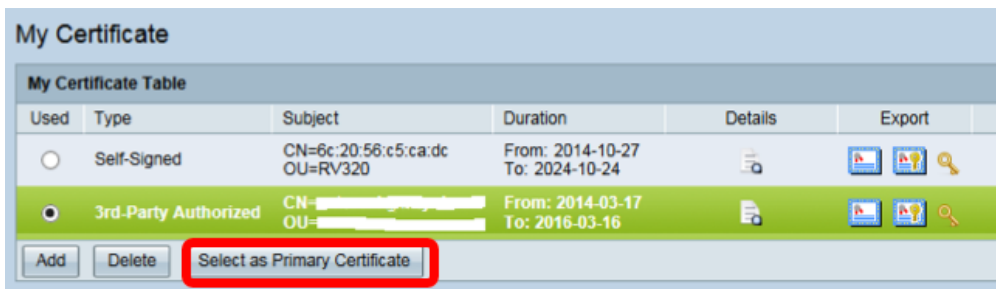 My Certificate
My Certificate Table
Used Type Subject Duration Details Export
Self-Signed CN=6c:20:56:c5:ca:dc From: 2014-10-27
OU=RV320 To: 2024-10-24
3rd-Party Authorized CN= From: 2014-03-17
OU= To: 2016-03-16
Add Delete Select as Primary Certificate